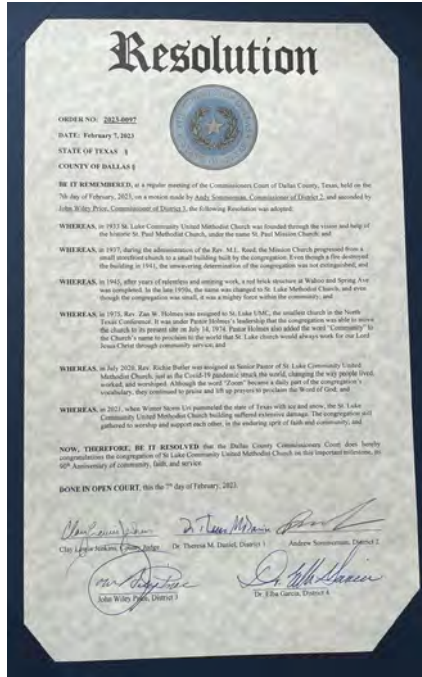 Resolution
ORDER NO: 2023-0097
DATE: February 7, 2023
STATE OF TEXAS §
COUNTY OF DALLAS §
BE IT REMEMBERED, at a regular meeting of the Commissioners Court of Dallas County, Texas, held on the
7th day of February, 2023, on a motion made by Andy Sommerman, Commissioner of District 2, and seconded by
John Wiley Price, Commissioner of District 3, the following Resolution was adopted:
WHEREAS, in 1933 St. Luke Community United Methodist Church was founded through the vision and help of
the historic St. Paul Methodist Church, under the name St. Paul Mission Church; and
WHEREAS, in 1937, during the administration of the Rev. M.L. Reed, the Mission Church progressed from a
small storefront church to a small building built by the congregation. Even though a fire destroyed
the building in 1941, the unwavering determination of the congregation was not extinguished; and
WHEREAS, in 1945, after years of relentless and untiring work, a red brick structure at Wahoo and Spring Ave
was completed. In the late 1950s, the name was changed to St. Luke Methodist Church, and even
though the congregation was small, it was a mighty force within the community; and
WHEREAS, in 1973, Rev. Zan W. Holmes was assigned to St. Luke UMC, the smallest church in the North
Texas Conference. It was under Pastor Holmes's leadership that the congregation was able to move
the church to its present site on July 14, 1974. Pastor Holmes also added the word "Community" to
the Church's name to proclaim to the world that St. Luke church would always work for our Lord
Jesus Christ through community service; and
WHEREAS, in July 2020, Rev. Richie Butler was assigned as Senior Pastor of St. Luke Community United
Methodist Church, just as the Covid-19 pandemic struck the world, changing the way people lived,
worked, and worshiped. Although the word "Zoom" became a daily part of the congregation's
vocabulary, they continued to praise and lift up prayers to proclaim the Word of God; and
WHEREAS, in 2021, when Winter Storm Uri pummeled the state of Texas with ice and snow, the St. Luke
Community United Methodist Church building suffered extensive damages. The congregation still
gathered to worship and support each other, in the enduring spirit of faith and community; and
NOW, THEREFORE, BE IT RESOLVED that the Dallas County Commissioners Court does hereby
congratulates the congregation of St Luke Community United Methodist Church on this important milestone, its
90th Anniversary of community, faith, and service.
DONE IN OPEN COURT, this the 7th day of February, 2023.
Clay Lewis Jenkins, County Judge Dr. Theresa M. Daniel, District 1 Andrew Sommerman, District 2
John Wiley Price, District 3 Dr. Elba Garcia, District 4